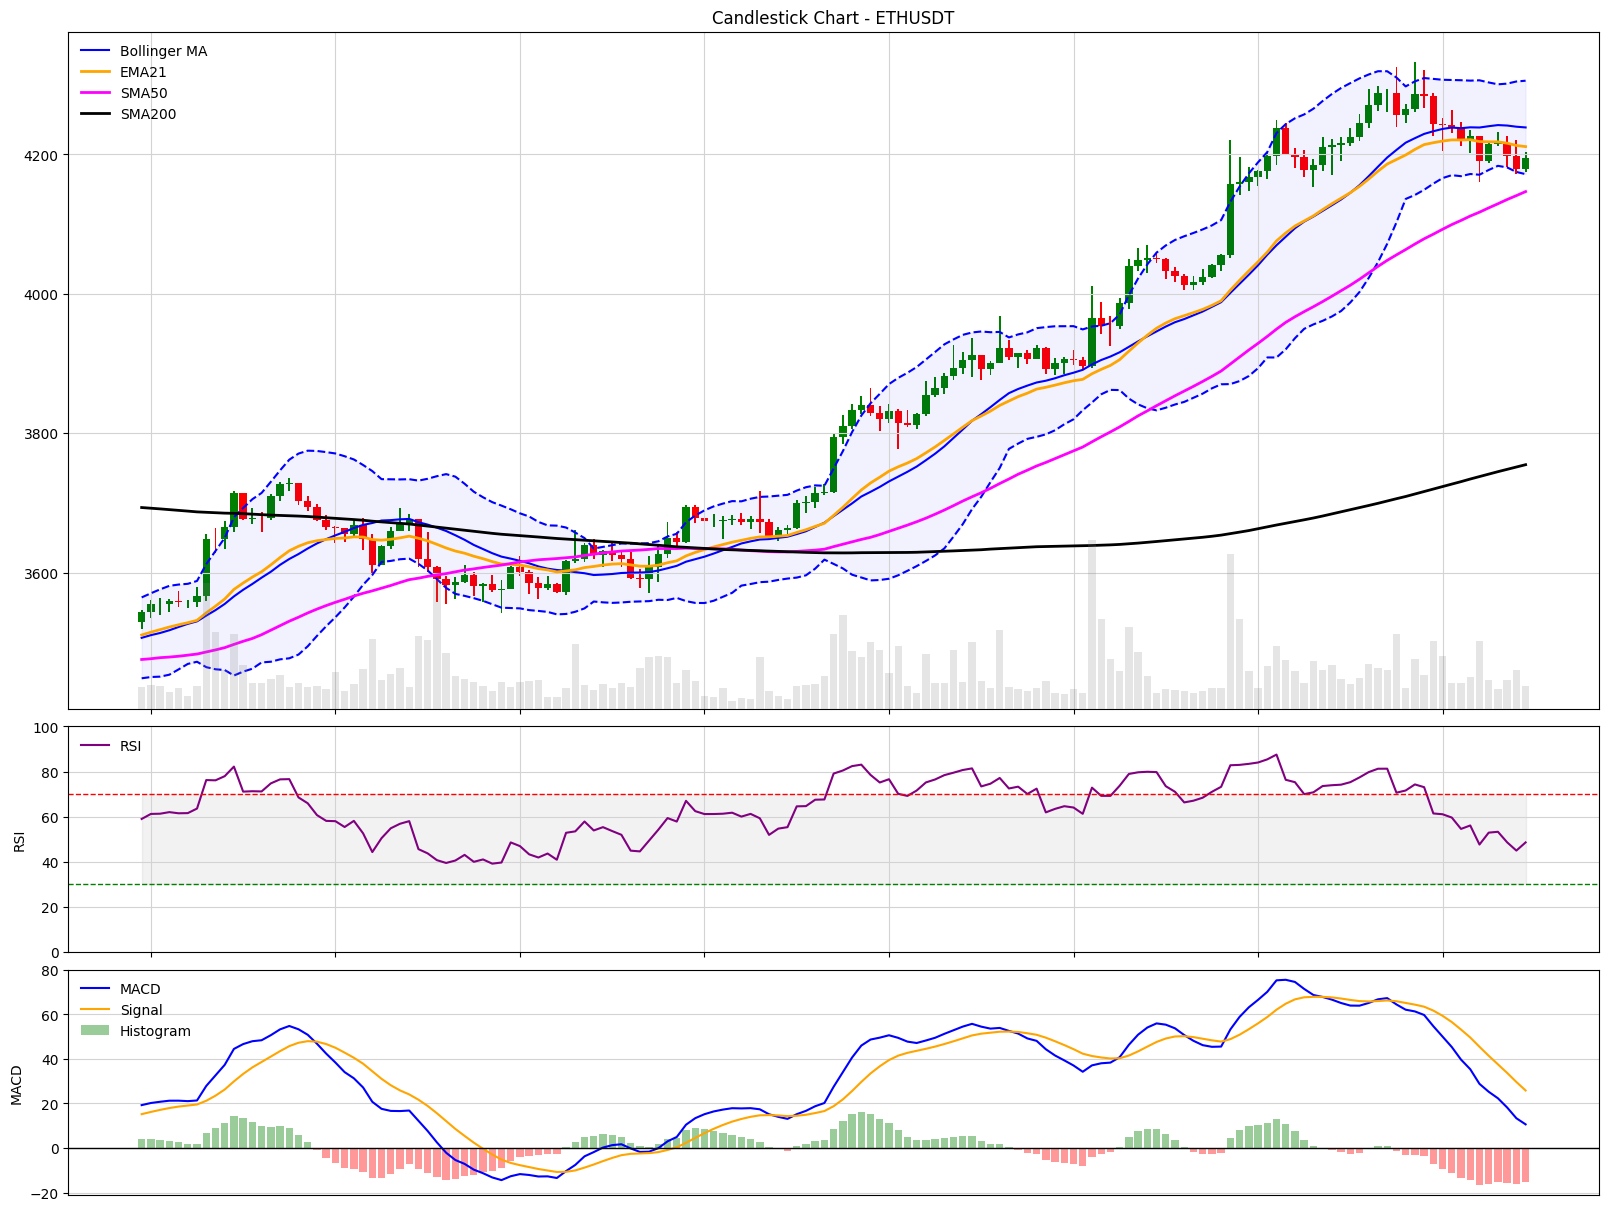 Candlestick Chart - ETHUSDT
Bollinger MA
EMA21
SMA50
SMA200
4200
4000
3800
3600
RSI
100
80
60
40
20
0
RSI
MACD
Signal
Histogram
80
60
40
20
0
−20
MACD